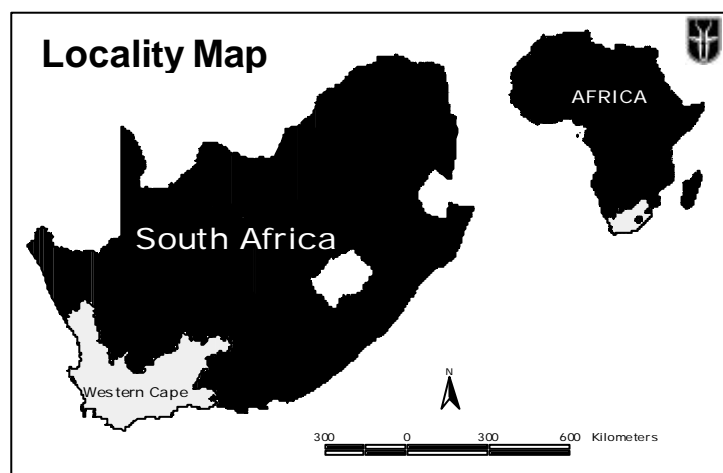 Locality Map
AFRICA
South Africa
Western Cape
N
300 0 300 600 Kilometers